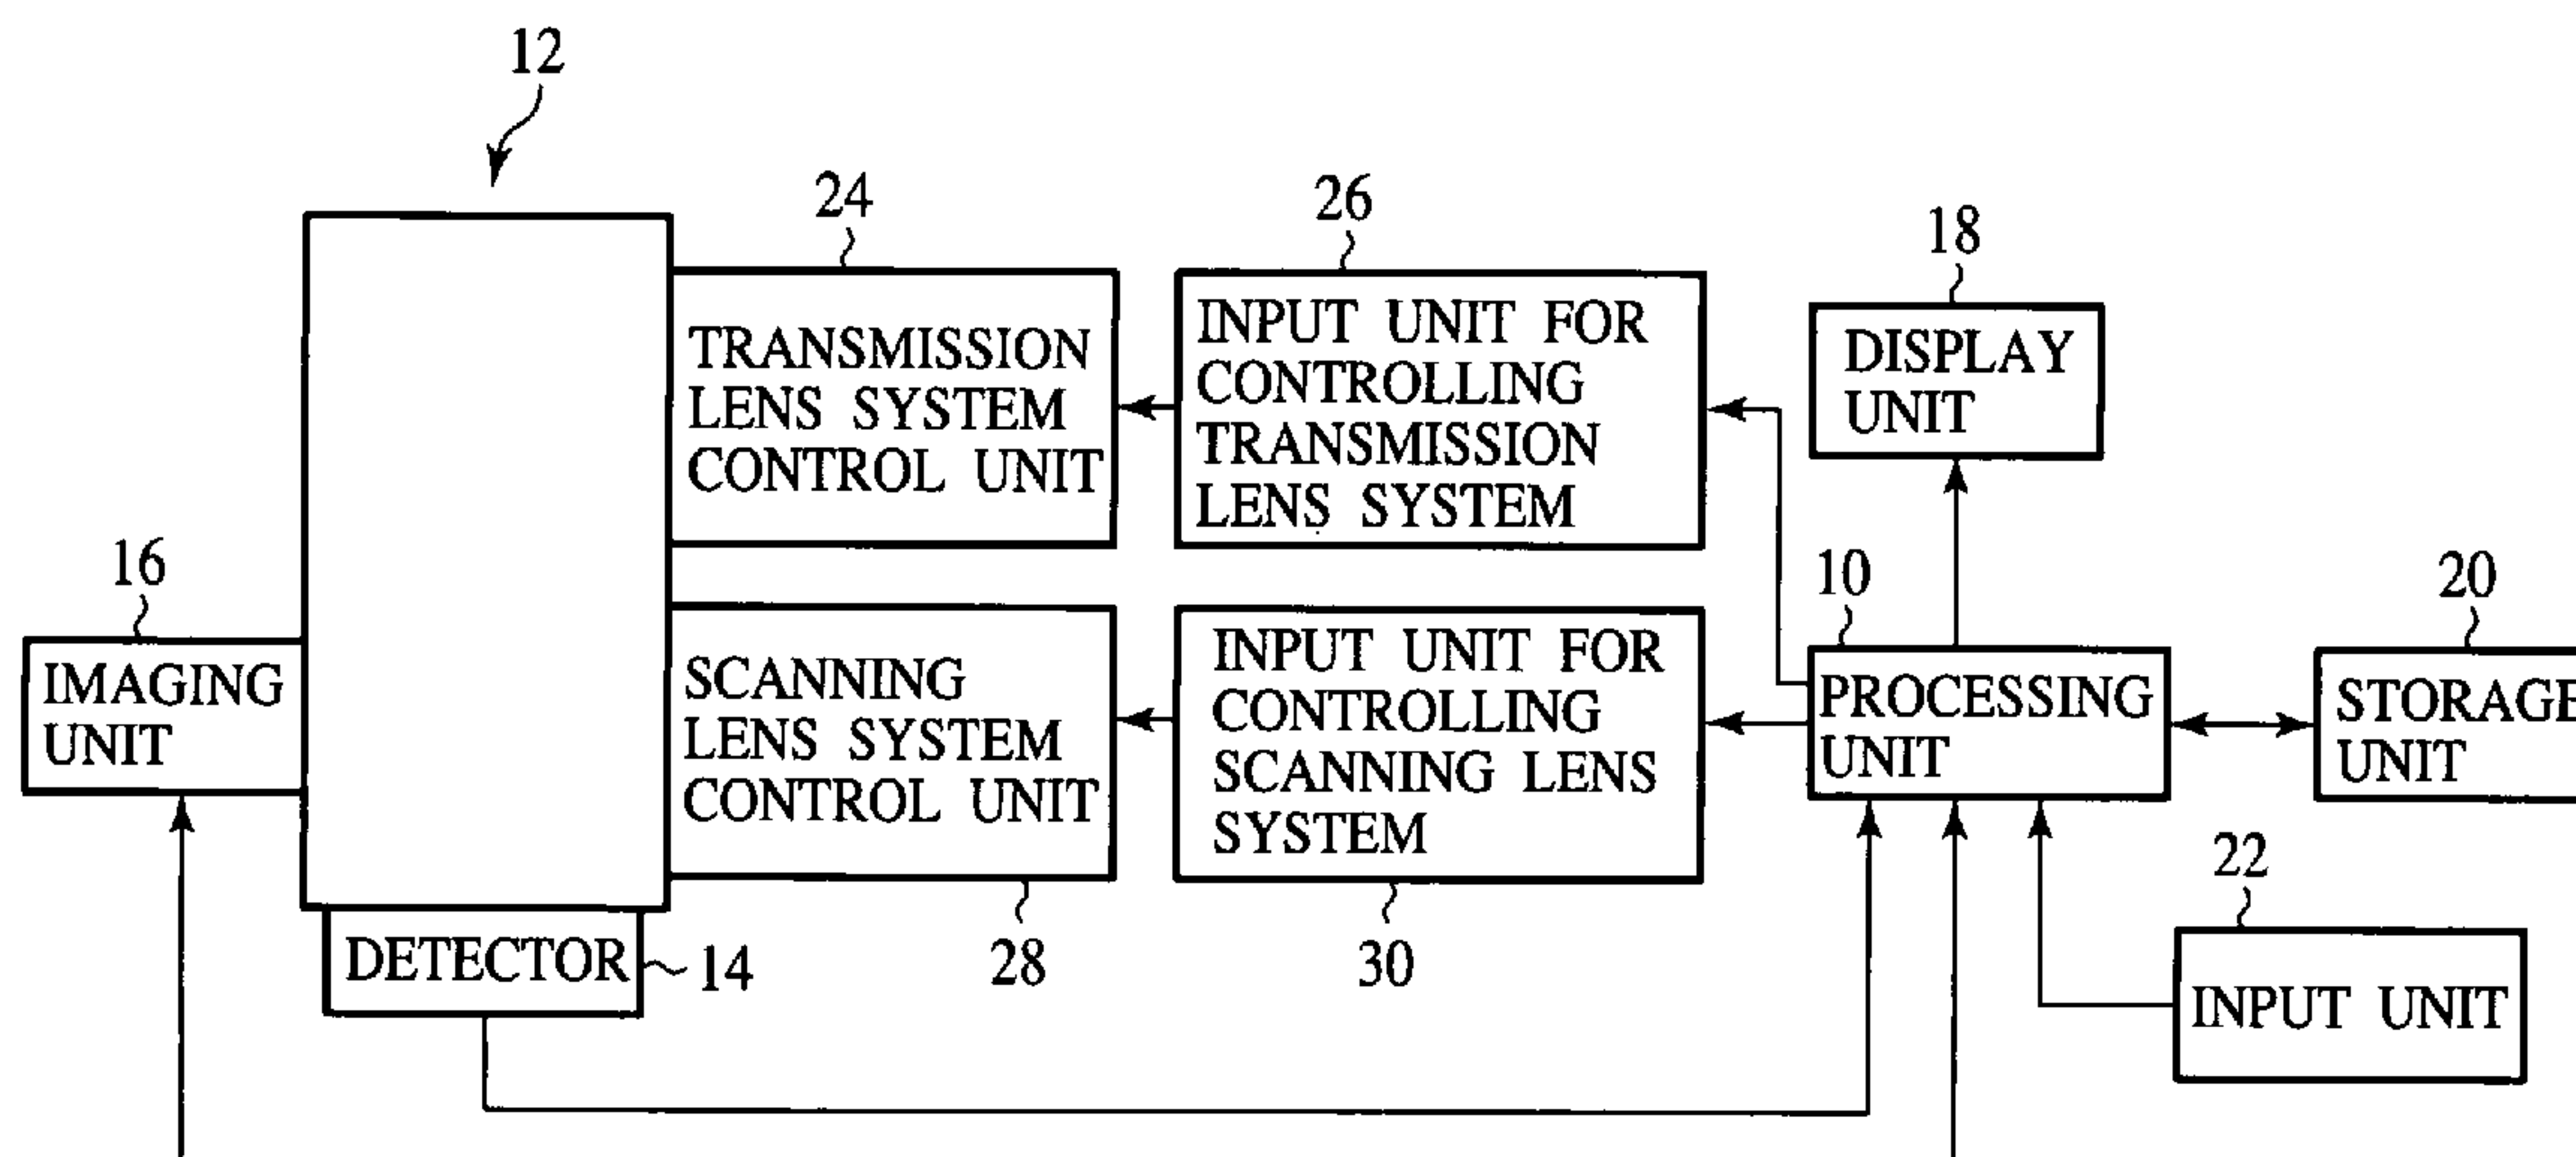 12
24
26
18
TRANSMISSION
LENS SYSTEM
CONTROL UNIT
INPUT UNIT FOR
CONTROLLING
TRANSMISSION
LENS SYSTEM
DISPLAY
UNIT
16
10
20
IMAGING
UNIT
SCANNING
LENS SYSTEM
CONTROL UNIT
INPUT UNIT FOR
CONTROLLING
SCANNING LENS
SYSTEM
PROCESSING
UNIT
STORAGE
UNIT
22
DETECTOR
14
28
30
INPUT UNIT